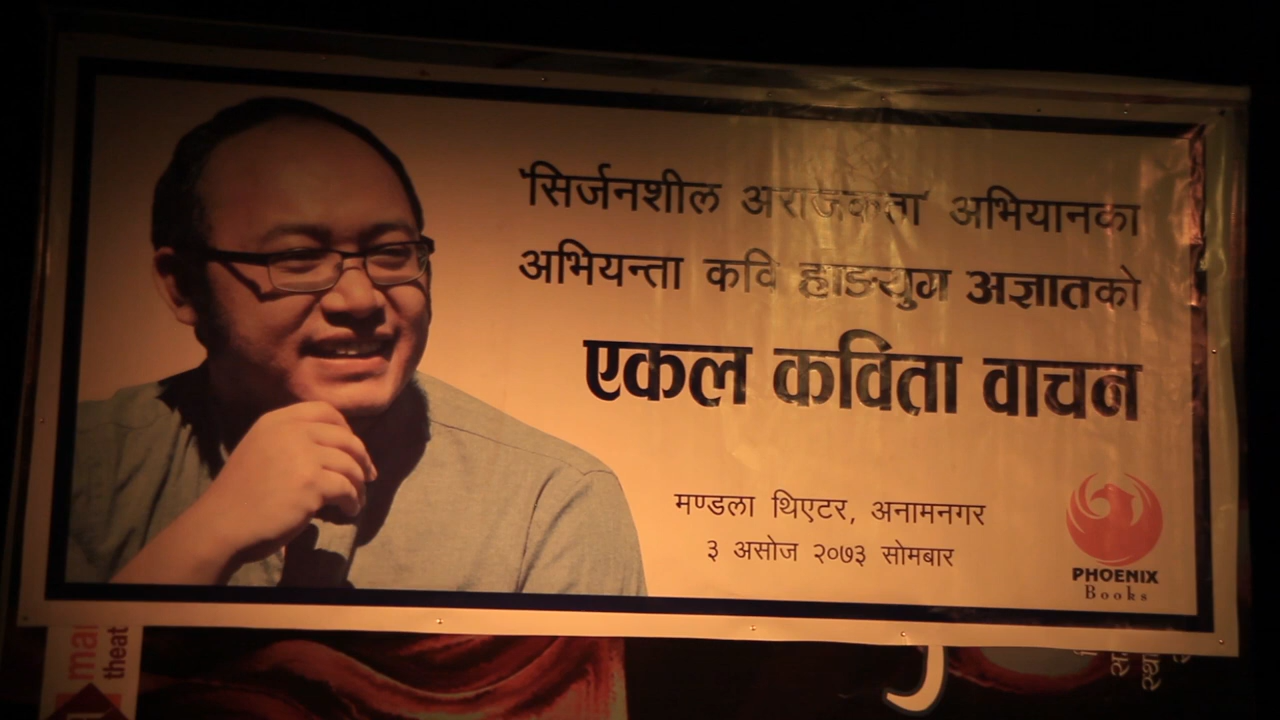 'सिर्जनशील अराजकता' अभियानका
अभियन्ता कवि हाङयुग अज्ञातको
एकल कविता वाचन
मण्डला थिएटर, अनामनगर
३ असोज २०७३ सोमबार
PHOENIX
Books
theat